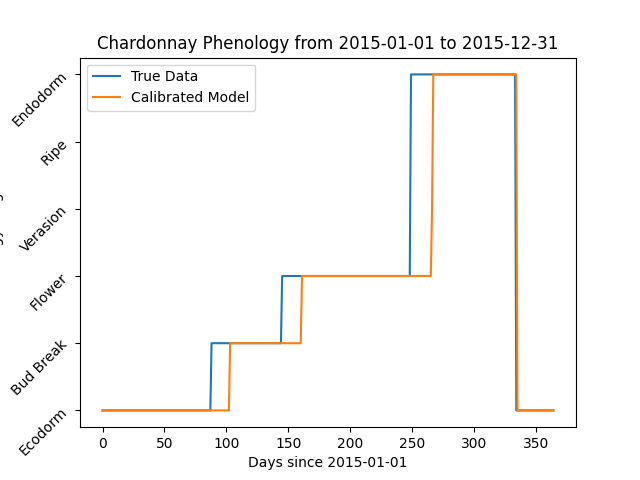 Chardonnay Phenology from 2015-01-01 to 2015-12-31
True Data
Calibrated Model
Endodorm
Ripe
Verasion
Flower
Bud Break
Ecodorm
0 50 100 150 200 250 300 350
Days since 2015-01-01